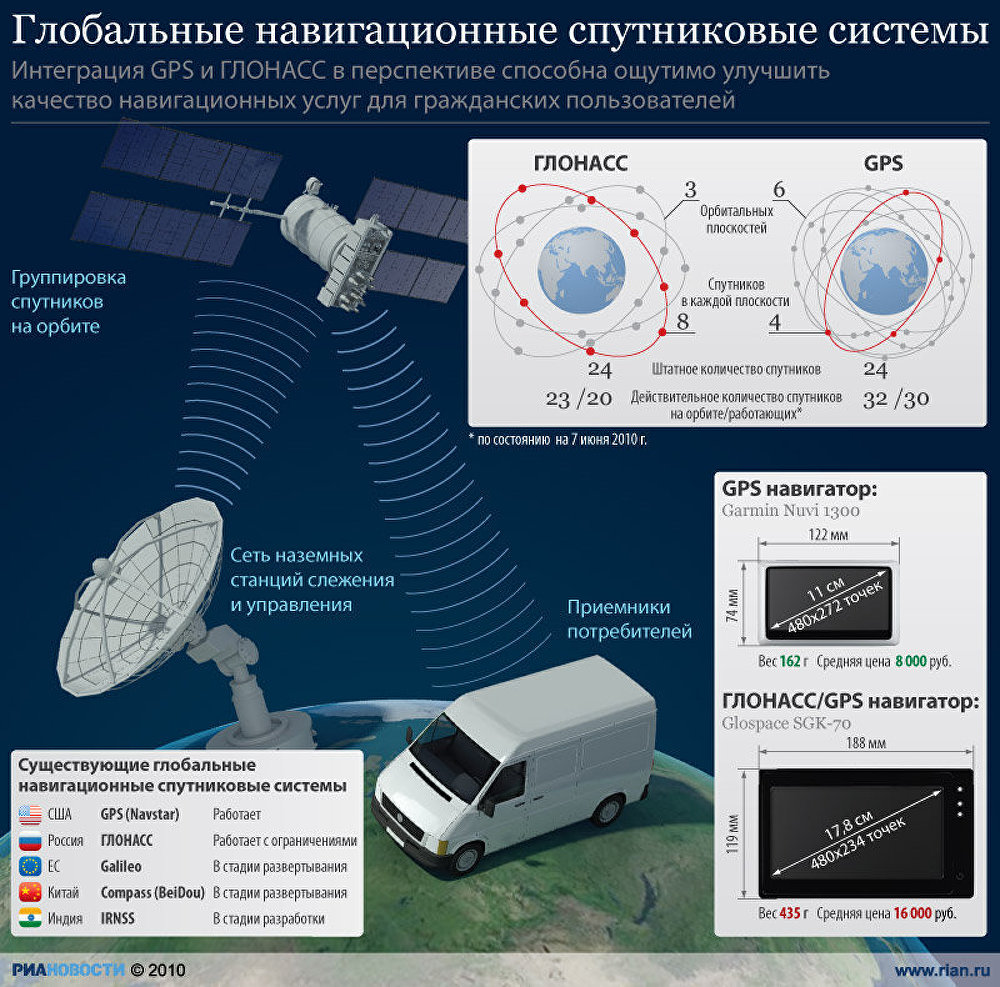 Глобальные навигационные спутниковые системы
Интеграция GPS и ГЛОНАСС в перспективе способна ощутимо улучшить
качество навигационных услуг для гражданских пользователей
ГЛОНАСС
GPS
3
6
Орбитальных
плоскостей
Спутников
в каждой плоскости
8
4
24 Штатное количество спутников 24
23 /20 Действительное количество спутников 32 /30
на орбите/работающих*
* по состоянию на 7 июня 2010 г.
Группировка
спутников
на орбите
Сеть наземных
станций слежения
и управления
Приемники
потребителей
GPS навигатор:
Garmin Nuvi 1300
122 мм
74 мм
11 см
480x272 точек
Вес 162 г Средняя цена 8 000 руб.
ГЛОНАСС/GPS навигатор:
Glospace SGK-70
188 мм
119 мм
17,8 см
480x234 точек
Вес 435 г Средняя цена 16 000 руб.
Существующие глобальные
навигационные спутниковые системы
США GPS (Navstar) Работает
Россия ГЛОНАСС Работает с ограничениями
ЕС Galileo В стадии развертывания
Китай Compass (BeiDou) В стадии развертывания
Индия IRNSS В стадии разработки
РИАНОВОСТИ © 2010
www.rian.ru